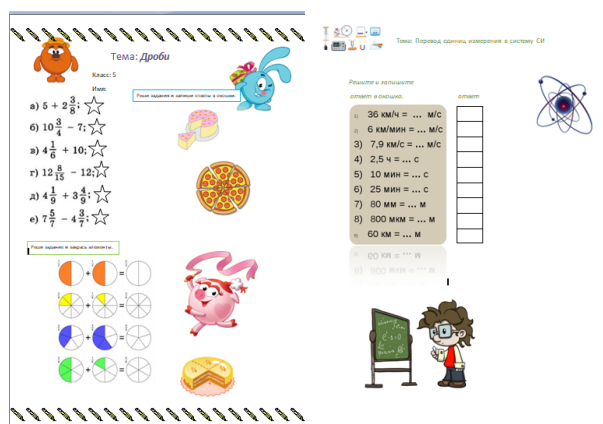 Тема: Дроби
Класс: 5
Имя:
Реши задания и запиши ответы в окошки.
а) 5 + 2 3/8;
б) 10 3/4 − 7;
в) 4 1/6 + 10;
г) 12 8/15 − 12;
д) 4 1/9 + 3 4/9;
е) 7 5/7 − 4 3/7;
Реши задания и закрась элементы.
+ =
+ =
+ =
+ =
Тема: Перевод единиц измерения в систему СИ
Решите и запишите
ответ в окошко.
ответ
1) 36 км/ч = ... м/с
2) 6 км/мин = ... м/с
3) 7,9 км/с = ... м/с
4) 2,5 ч = ... с
5) 10 мин = ... с
6) 25 мин = ... с
7) 80 мм = ... м
8) 800 мкм = ... м
9) 60 км = ... м